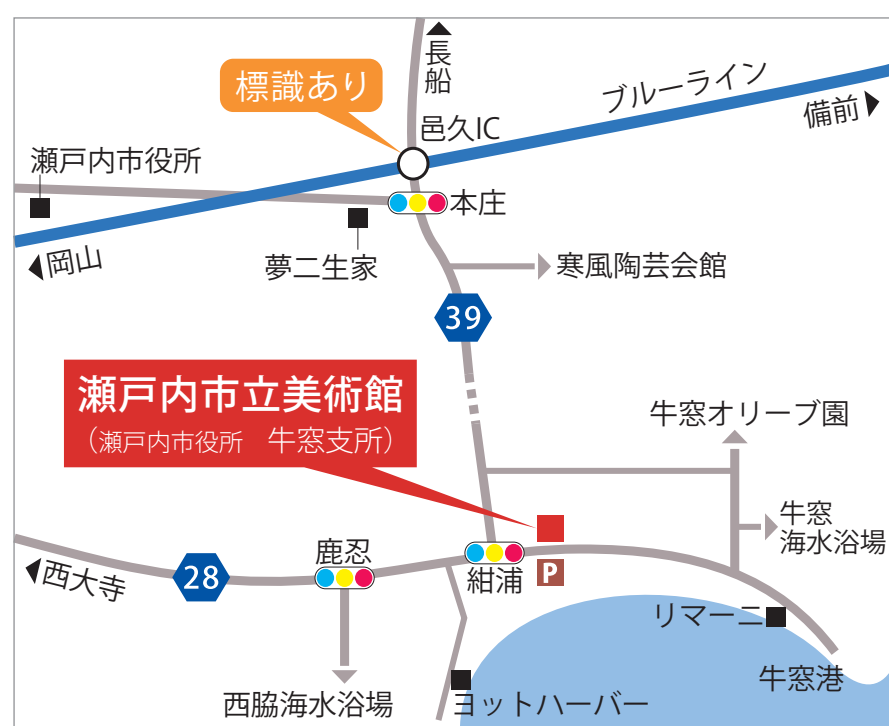 長船
標識あり
ブルーライン
備前
邑久IC
瀬戸内市役所
本庄
岡山
夢二生家
寒風陶芸会館
39
瀬戸内市立美術館
（瀬戸内市役所　牛窓支所）
牛窓オリーブ園
牛窓
海水浴場
鹿忍
紺浦
P
28
西大寺
リマーニ
西脇海水浴場
ヨットハーバー
牛窓港